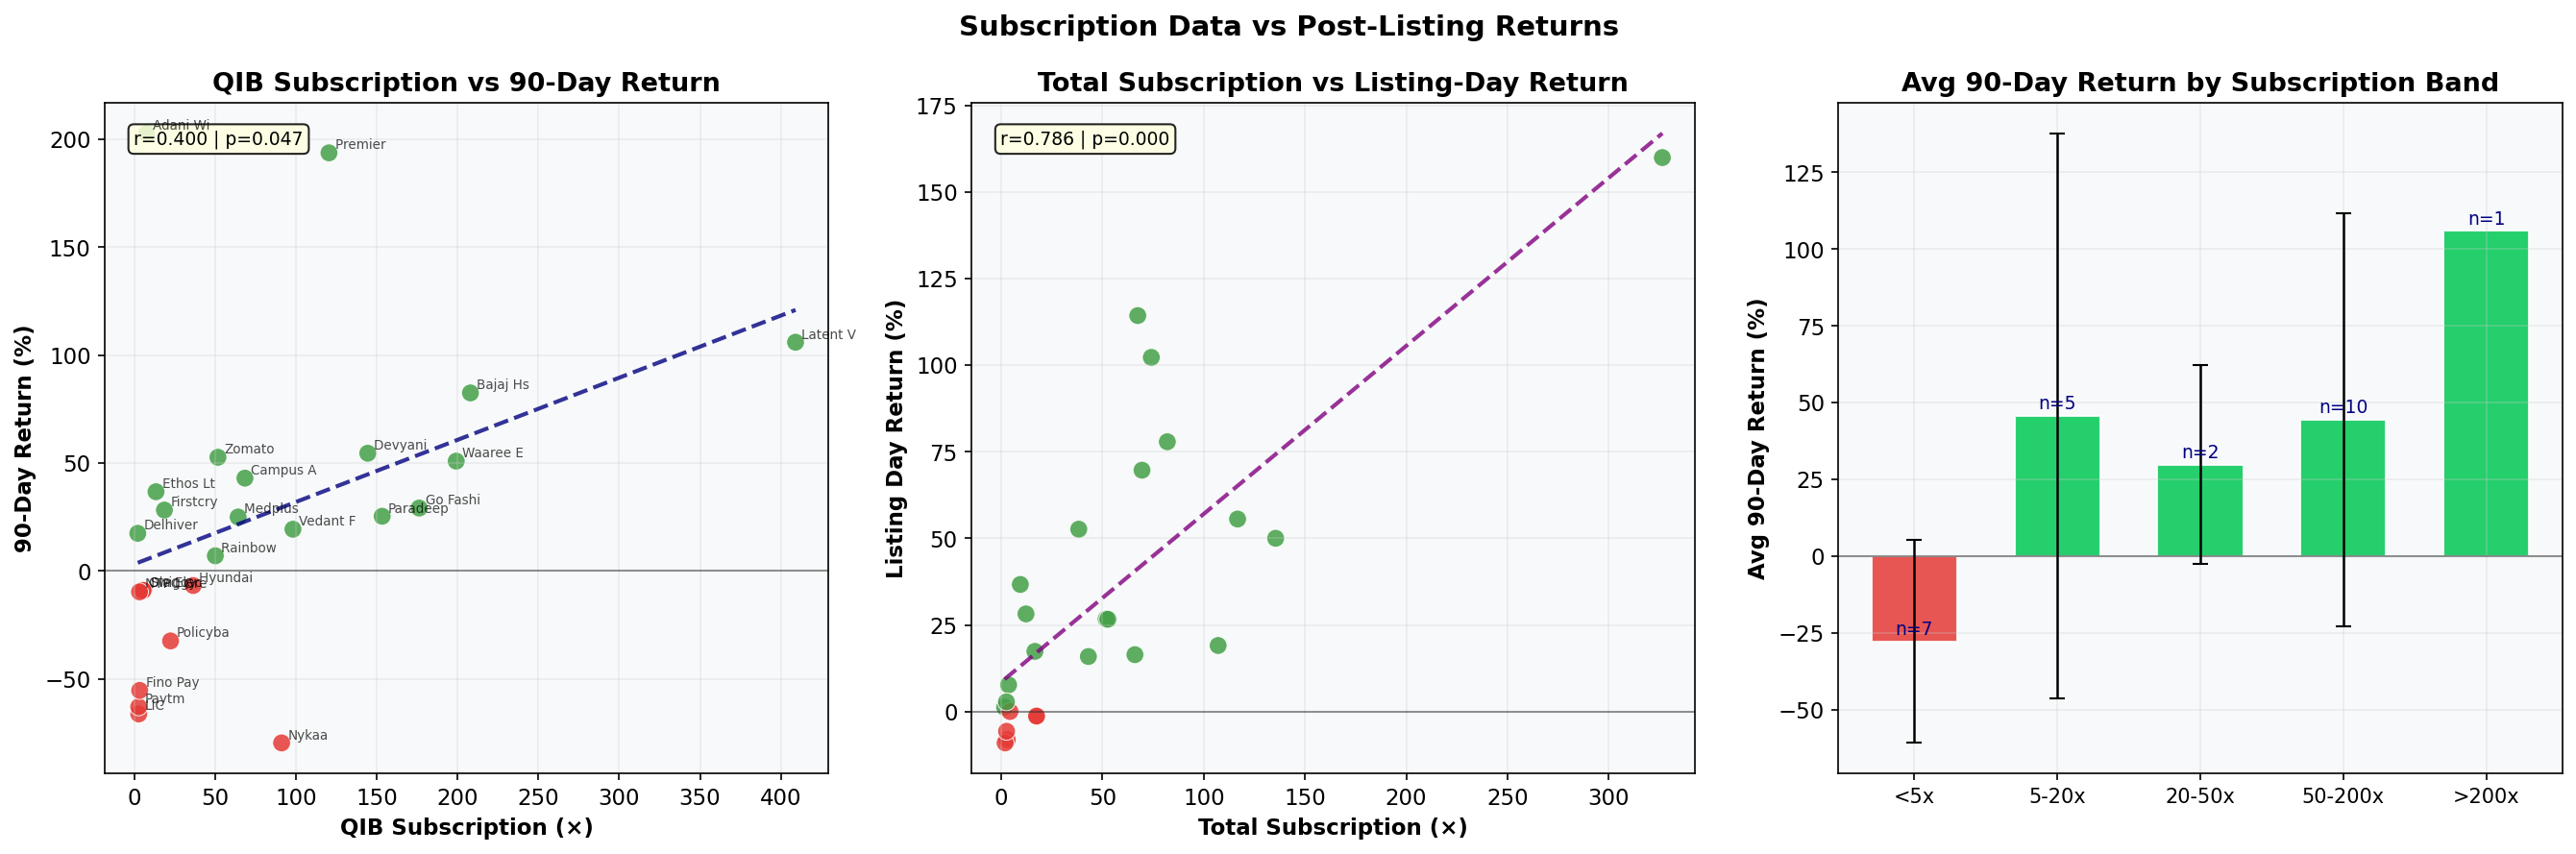 Subscription Data vs Post-Listing Returns
QIB Subscription vs 90-Day Return
90-Day Return (%)
200
150
100
50
0
−50
r=0.400 | p=0.047
Adani Wi
Premier
Latent V
Bajaj Hs
Devyani
Waaree E
Zomato
Campus A
Ethos Lt
Firstcry
Medplus
Go Fashi
Paradeep
Vedant F
Delhiver
Rainbow
Hyundai
Policyba
Fino Pay
Paytm
LIC
Nykaa
0 50 100 150 200 250 300 350 400
QIB Subscription (×)
Total Subscription vs Listing-Day Return
Listing Day Return (%)
175
150
125
100
75
50
25
0
r=0.786 | p=0.000
0 50 100 150 200 250 300
Total Subscription (×)
Avg 90-Day Return by Subscription Band
Avg 90-Day Return (%)
125
100
75
50
25
0
−25
−50
n=7
n=5
n=2
n=10
n=1
<5x 5-20x 20-50x 50-200x >200x